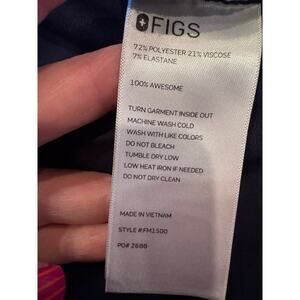 FIGS
72% POLYESTER 21% VISCOSE
7% ELASTANE
100% AWESOME
TURN GARMENT INSIDE OUT
MACHINE WASH COLD
WASH WITH LIKE COLORS
DO NOT BLEACH
TUMBLE DRY LOW
LOW HEAT IRON IF NEEDED
DO NOT DRY CLEAN
MADE IN VIETNAM
STYLE #:FM1500
PO# 2688